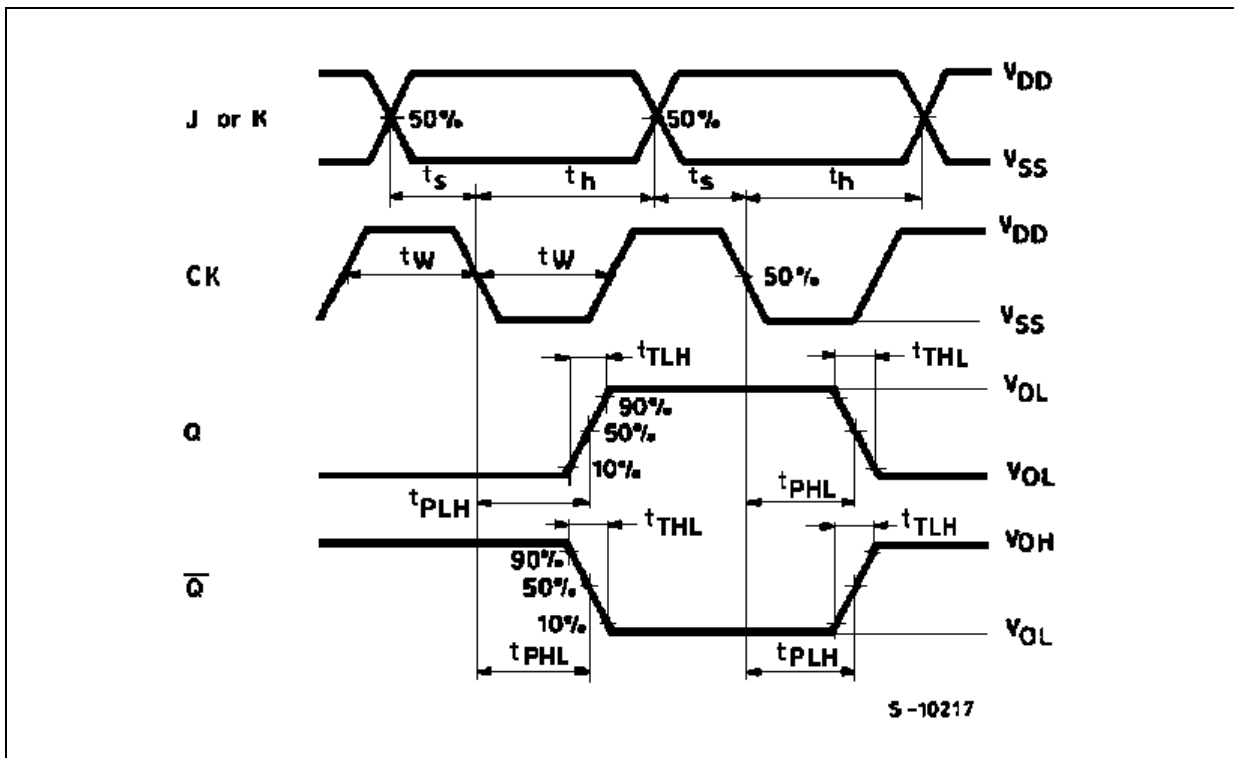 VDD
J or K
50%
50%
VSS
ts
th
ts
th
VDD
CK
tW
tW
50%
VSS
tTLH
tTHL
VOL
90%
Q
50%
10%
VOL
tPLH
tPHL
tTHL
tTLH
VOH
90%
Q
50%
10%
VOL
tPHL
tPLH
S-10217